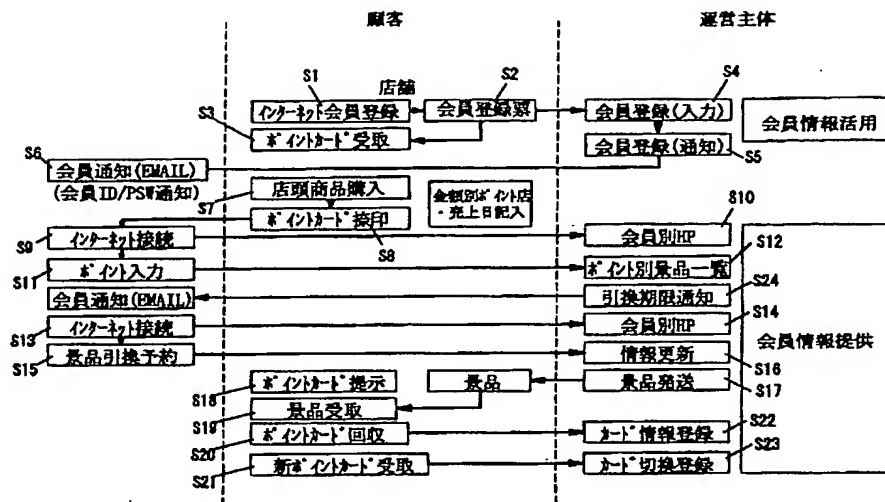 顧客 運営主体
S1 店舗 S2 S4
S3 インターネット会員登録 会員登録票 会員登録(入力) 会員情報活用
ポイントカード受取 会員登録(通知) S5
S6 会員通知(EMAIL)
(会員ID/PSW通知)
S7 店頭商品購入 金額別ポイント店
・売上日記入
ポイントカード捺印 S8 S10
S9 インターネット接続 会員別HP S12
S11 ポイント入力 ポイント別景品一覧 S24
会員通知(EMAIL) 引換期限通知 S14
S13 インターネット接続 会員別HP 会員情報提供
S15 景品引換予約 情報更新 S16
S18 ポイントカード提示 景品 景品発送 S17
S19 景品受取 S22
S20 ポイントカード回収 カード情報登録 S23
S21 新ポイントカード受取 カード切換登録